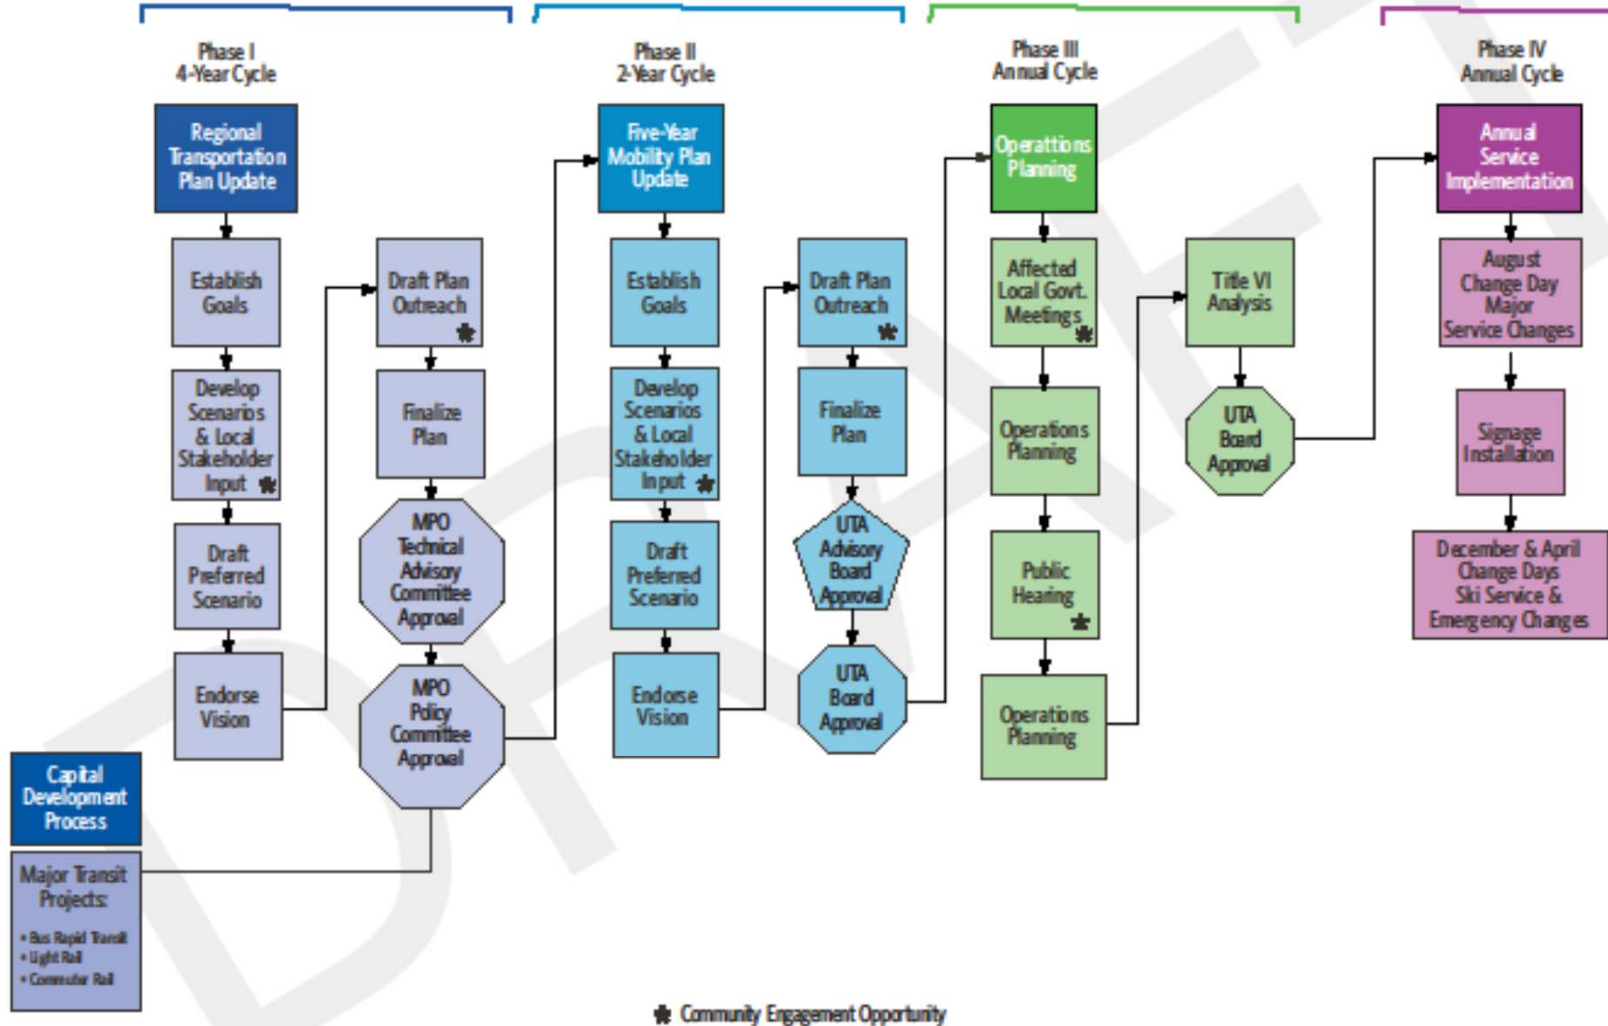 Phase I
4-Year Cycle
Regional
Transportation
Plan Update
Establish
Goals
Develop
Scenarios
& Local
Stakeholder
Input *
Draft
Preferred
Scenario
Endorse
Vision
Draft Plan
Outreach
*
Finalize
Plan
MPO
Technical
Advisory
Committee
Approval
MPO
Policy
Committee
Approval
Capital
Development
Process
Major Transit
Projects:
• Bus Rapid Transit
• Light Rail
• Commuter Rail
Phase II
2-Year Cycle
Five-Year
Mobility Plan
Update
Establish
Goals
Develop
Scenarios
& Local
Stakeholder
Input *
Draft
Preferred
Scenario
Endorse
Vision
Draft Plan
Outreach
*
Finalize
Plan
UTA
Advisory
Board
Approval
UTA
Board
Approval
Phase III
Annual Cycle
Operattions
Planning
Affected
Local Govt.
Meetings *
Operations
Planning
Public
Hearing
*
Operations
Planning
Title VI
Analysis
UTA
Board
Approval
Phase IV
Annual Cycle
Annual
Service
Implementation
August
Change Day
Major
Service Changes
Signage
Installation
December & April
Change Days
Ski Service &
Emergency Changes
* Community Engagement Opportunity
DRAFT